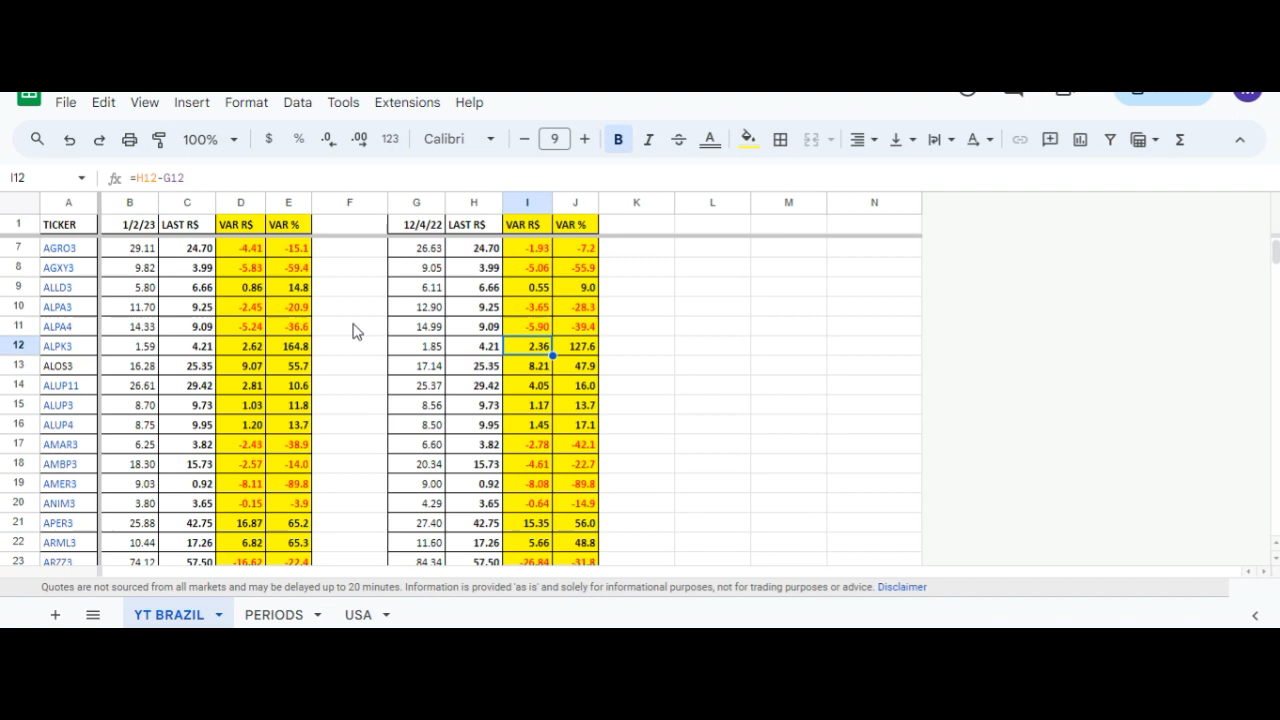 File Edit View Insert Format Data Tools Extensions Help
100% $ % .0 .00 123 Calibri 9 B I A Σ
I12 fx =H12-G12
A B C D E F G H I J K L M N
1 TICKER 1/2/23 LAST R$ VAR R$ VAR % 12/4/22 LAST R$ VAR R$ VAR %
7 AGRO3 29.11 24.70 -4.41 -15.1 26.63 24.70 -1.93 -7.2
8 AGXY3 9.82 3.99 -5.83 -59.4 9.05 3.99 -5.06 -55.9
9 ALLD3 5.80 6.66 0.86 14.8 6.11 6.66 0.55 9.0
10 ALPA3 11.70 9.25 -2.45 -20.9 12.90 9.25 -3.65 -28.3
11 ALPA4 14.33 9.09 -5.24 -36.6 14.99 9.09 -5.90 -39.4
12 ALPK3 1.59 4.21 2.62 164.8 1.85 4.21 2.36 127.6
13 ALOS3 16.28 25.35 9.07 55.7 17.14 25.35 8.21 47.9
14 ALUP11 26.61 29.42 2.81 10.6 25.37 29.42 4.05 16.0
15 ALUP3 8.70 9.73 1.03 11.8 8.56 9.73 1.17 13.7
16 ALUP4 8.75 9.95 1.20 13.7 8.50 9.95 1.45 17.1
17 AMAR3 6.25 3.82 -2.43 -38.9 6.60 3.82 -2.78 -42.1
18 AMBP3 18.30 15.73 -2.57 -14.0 20.34 15.73 -4.61 -22.7
19 AMER3 9.03 0.92 -8.11 -89.8 9.00 0.92 -8.08 -89.8
20 ANIM3 3.80 3.65 -0.15 -3.9 4.29 3.65 -0.64 -14.9
21 APER3 25.88 42.75 16.87 65.2 27.40 42.75 15.35 56.0
22 ARML3 10.44 17.26 6.82 65.3 11.60 17.26 5.66 48.8
23 ARZZ3 74.12 57.50 -16.62 -22.4 84.34 57.50 -26.84 -31.8
Quotes are not sourced from all markets and may be delayed up to 20 minutes. Information is provided 'as is' and solely for informational purposes, not for trading purposes or advice. Disclaimer
YT BRAZIL PERIODS USA